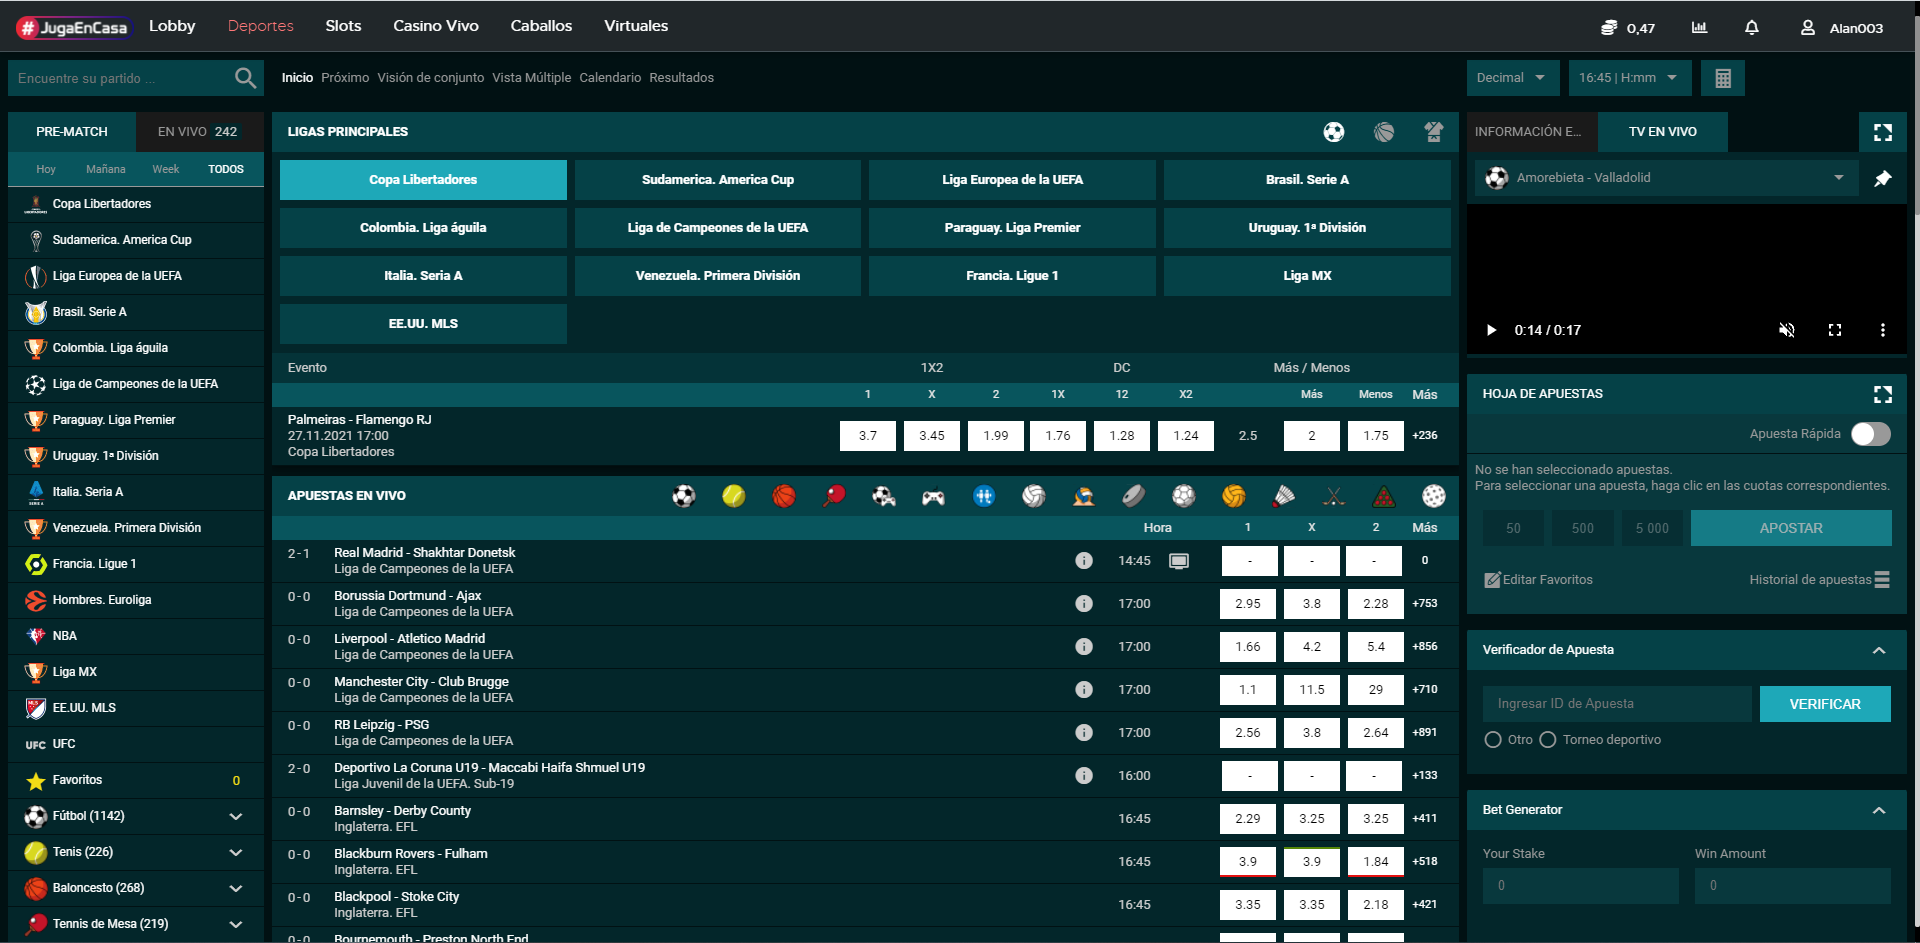 #JugaEnCasa Lobby Deportes Slots Casino Vivo Caballos Virtuales 0,47 Alan003
Encuentre su partido ... Inicio Próximo Visión de conjunto Vista Múltiple Calendario Resultados Decimal 16:45 | H:mm
PRE-MATCH EN VIVO 242
Hoy Mañana Week TODOS
Copa Libertadores
Sudamerica. America Cup
Liga Europea de la UEFA
Brasil. Serie A
Colombia. Liga águila
Liga de Campeones de la UEFA
Paraguay. Liga Premier
Uruguay. 1ª División
Italia. Seria A
Venezuela. Primera División
Francia. Ligue 1
Hombres. Euroliga
NBA
Liga MX
EE.UU. MLS
UFC UFC
Favoritos 0
Fútbol (1142)
Tenis (226)
Baloncesto (268)
Tennis de Mesa (219)
LIGAS PRINCIPALES
Copa Libertadores Sudamerica. America Cup Liga Europea de la UEFA Brasil. Serie A
Colombia. Liga águila Liga de Campeones de la UEFA Paraguay. Liga Premier Uruguay. 1ª División
Italia. Seria A Venezuela. Primera División Francia. Ligue 1 Liga MX
EE.UU. MLS
Evento 1X2 DC Más / Menos
1 X 2 1X 12 X2 Más Menos Más
Palmeiras - Flamengo RJ
27.11.2021 17:00
Copa Libertadores
3.7 3.45 1.99 1.76 1.28 1.24 2.5 2 1.75 +236
APUESTAS EN VIVO
Hora 1 X 2 Más
2 - 1 Real Madrid - Shakhtar Donetsk
Liga de Campeones de la UEFA
14:45 - - - 0
0 - 0 Borussia Dortmund - Ajax
Liga de Campeones de la UEFA
17:00 2.95 3.8 2.28 +753
0 - 0 Liverpool - Atletico Madrid
Liga de Campeones de la UEFA
17:00 1.66 4.2 5.4 +856
0 - 0 Manchester City - Club Brugge
Liga de Campeones de la UEFA
17:00 1.1 11.5 29 +710
0 - 0 RB Leipzig - PSG
Liga de Campeones de la UEFA
17:00 2.56 3.8 2.64 +891
2 - 0 Deportivo La Coruna U19 - Maccabi Haifa Shmuel U19
Liga Juvenil de la UEFA. Sub-19
16:00 - - - +133
0 - 0 Barnsley - Derby County
Inglaterra. EFL
16:45 2.29 3.25 3.25 +411
0 - 0 Blackburn Rovers - Fulham
Inglaterra. EFL
16:45 3.9 3.9 1.84 +518
0 - 0 Blackpool - Stoke City
Inglaterra. EFL
16:45 3.35 3.35 2.18 +421
0 - 0 Bournemouth - Preston North End
INFORMACIÓN E... TV EN VIVO
Amorebieta - Valladolid
0:14 / 0:17
HOJA DE APUESTAS
Apuesta Rápida
No se han seleccionado apuestas.
Para seleccionar una apuesta, haga clic en las cuotas correspondientes.
50 500 5 000 APOSTAR
Editar Favoritos Historial de apuestas
Verificador de Apuesta
Ingresar ID de Apuesta VERIFICAR
Otro Torneo deportivo
Bet Generator
Your Stake Win Amount
0 0